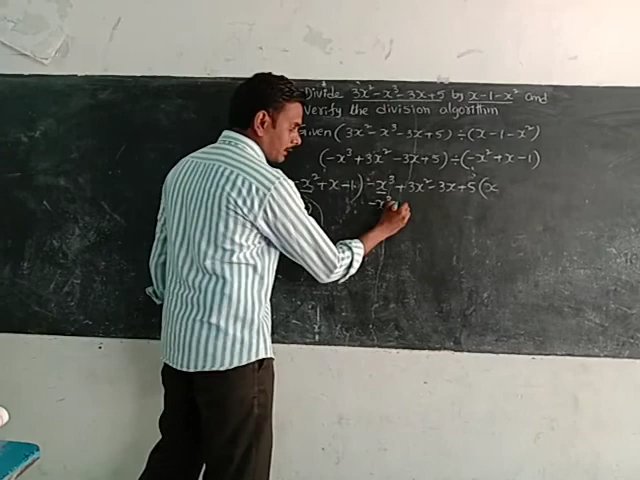 Divide 3x²-x³-3x+5 by x-1-x² and
verify the division algorithm
Given (3x²-x³-3x+5) ÷ (x-1-x²)
(-x³+3x²-3x+5) ÷ (-x²+x-1)
-x²+x-1) -x³+3x²-3x+5 (x